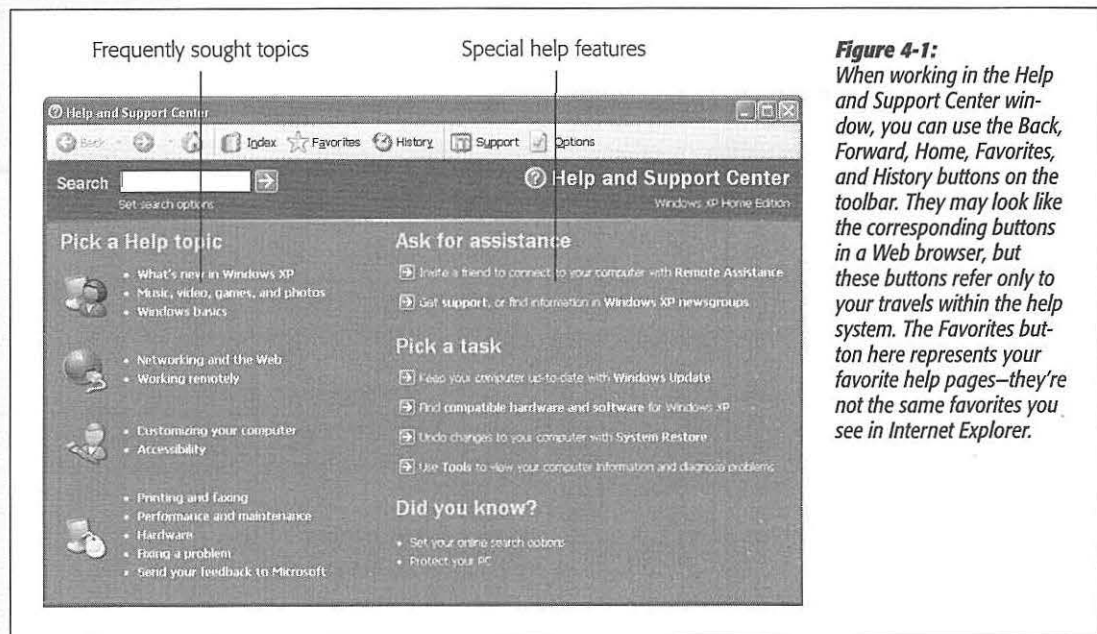 Frequently sought topics
Special help features
Help and Support Center
Back
Index
Favorites
History
Support
Options
Search
Set search options
Help and Support Center
Windows XP Home Edition
Pick a Help topic
• What's new in Windows XP
• Music, video, games, and photos
• Windows basics
• Networking and the Web
• Working remotely
• Customizing your computer
• Accessibility
• Printing and faxing
• Performance and maintenance
• Hardware
• Fixing a problem
• Send your feedback to Microsoft
Ask for assistance
Invite a friend to connect to your computer with Remote Assistance
Get support, or find information in Windows XP newsgroups
Pick a task
Keep your computer up-to-date with Windows Update
Find compatible hardware and software for Windows XP
Undo changes to your computer with System Restore
Use Tools to view your computer information and diagnose problems
Did you know?
• Set your online search options
• Protect your PC
Figure 4-1:
When working in the Help
and Support Center win-
dow, you can use the Back,
Forward, Home, Favorites,
and History buttons on the
toolbar. They may look like
the corresponding buttons
in a Web browser, but
these buttons refer only to
your travels within the help
system. The Favorites but-
ton here represents your
favorite help pages—they're
not the same favorites you
see in Internet Explorer.